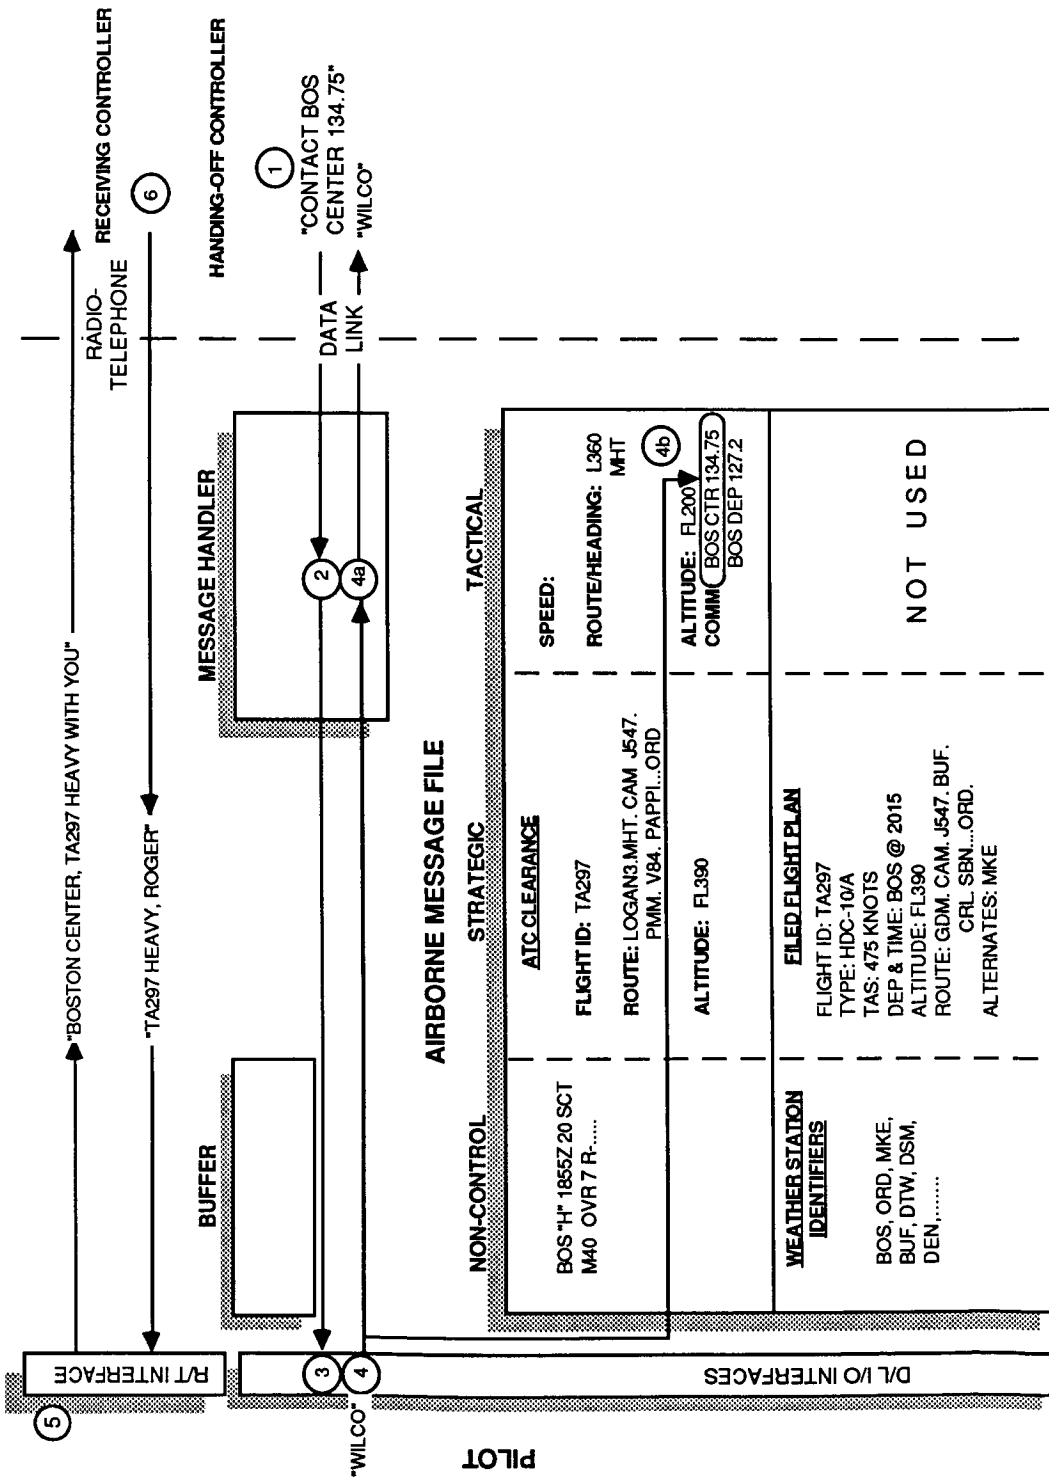 RECEIVING CONTROLLER
"BOSTON CENTER, TA297 HEAVY WITH YOU"
RADIO-
TELEPHONE
R/T INTERFACE
5
"TA297 HEAVY, ROGER"
6
HANDING-OFF CONTROLLER
MESSAGE HANDLER
BUFFER
1
"CONTACT BOS
CENTER 134.75"
DATA
LINK
2
3
"WILCO"
4a
4
"WILCO"
PILOT
D/L I/O INTERFACES
AIRBORNE MESSAGE FILE
NON-CONTROL
STRATEGIC
TACTICAL
BOS "H" 1855Z 20 SCT
M40 OVR 7 R-.....
ATC CLEARANCE
FLIGHT ID: TA297
ROUTE: LOGAN3.MHT. CAM J547.
PMM. V84. PAPPI...ORD
ALTITUDE: FL390
SPEED:
ROUTE/HEADING: L360
MHT
4b
ALTITUDE: FL200
COMM: BOS CTR 134.75
BOS DEP 127.2
WEATHER STATION
IDENTIFIERS
BOS, ORD, MKE,
BUF, DTW, DSM,
DEN,.......
FILED FLIGHT PLAN
FLIGHT ID: TA297
TYPE: HDC-10/A
TAS: 475 KNOTS
DEP & TIME: BOS @ 2015
ALTITUDE: FL390
ROUTE: GDM. CAM. J547. BUF.
CRL. SBN...ORD.
ALTERNATES: MKE
NOT USED